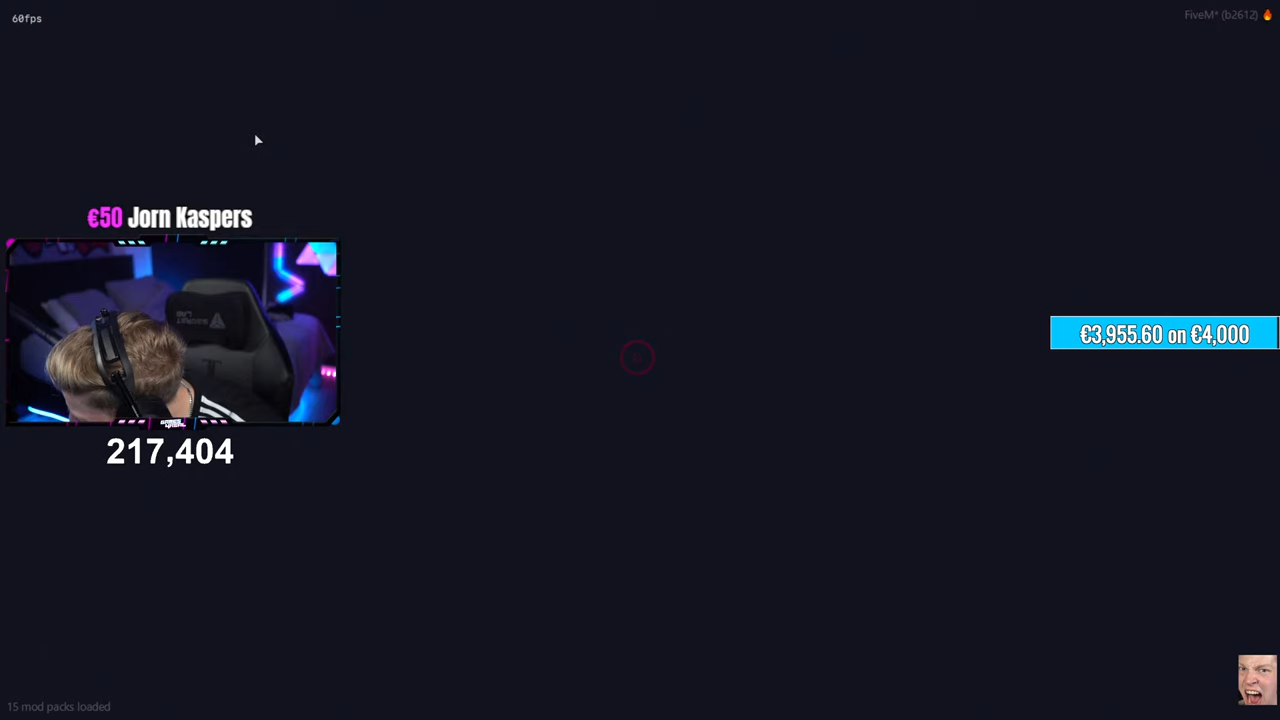 60fps
FiveM* (b2612)
€50 Jorn Kaspers
€3,955.60 on €4,000
217,404
15 mod packs loaded